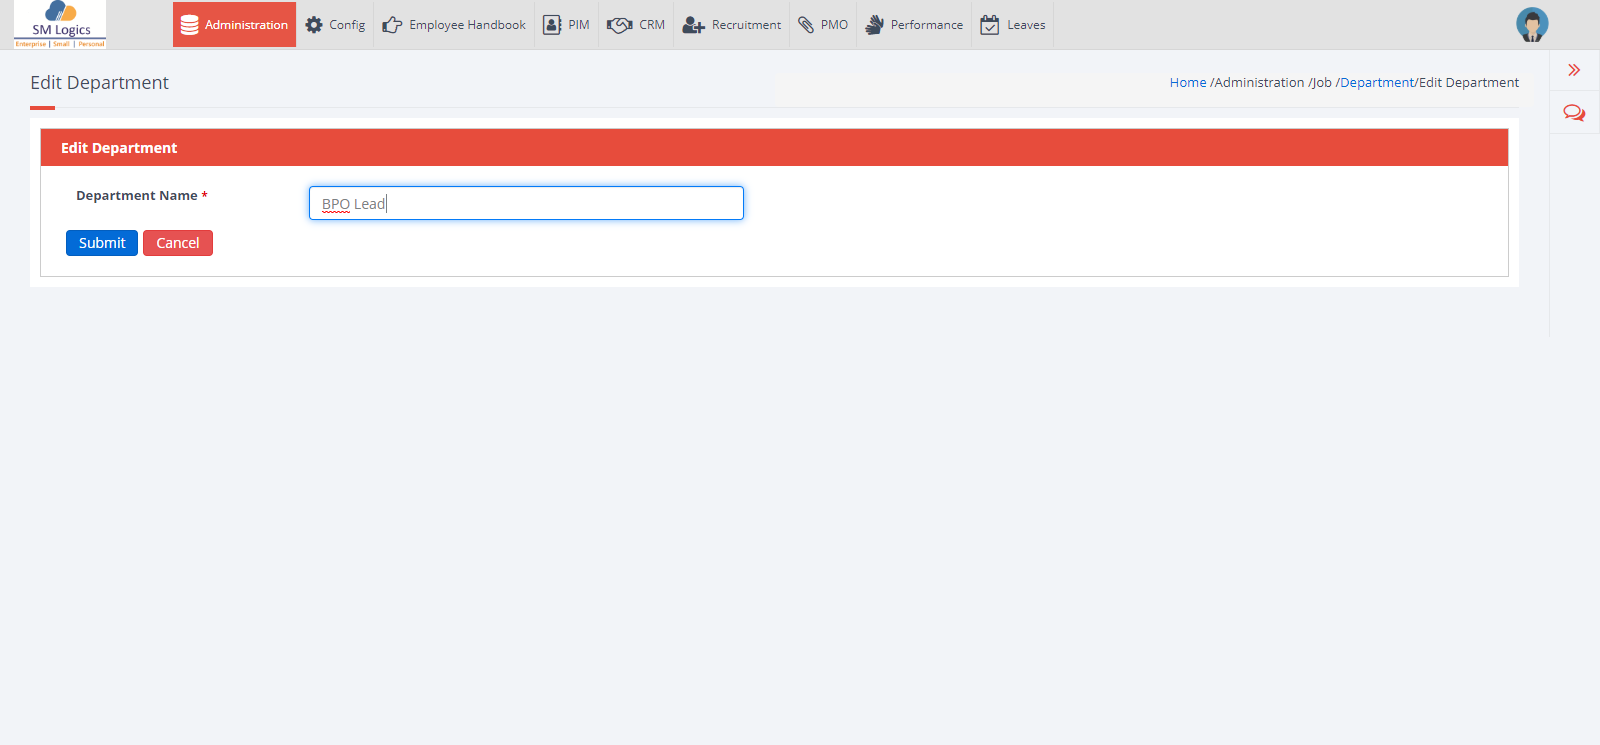 SM Logics
Enterprise | Small | Personal
Administration Config Employee Handbook PIM CRM Recruitment PMO Performance Leaves
Edit Department
Home /Administration /Job /Department/Edit Department
Edit Department
Department Name *
BPO Lead
Submit Cancel